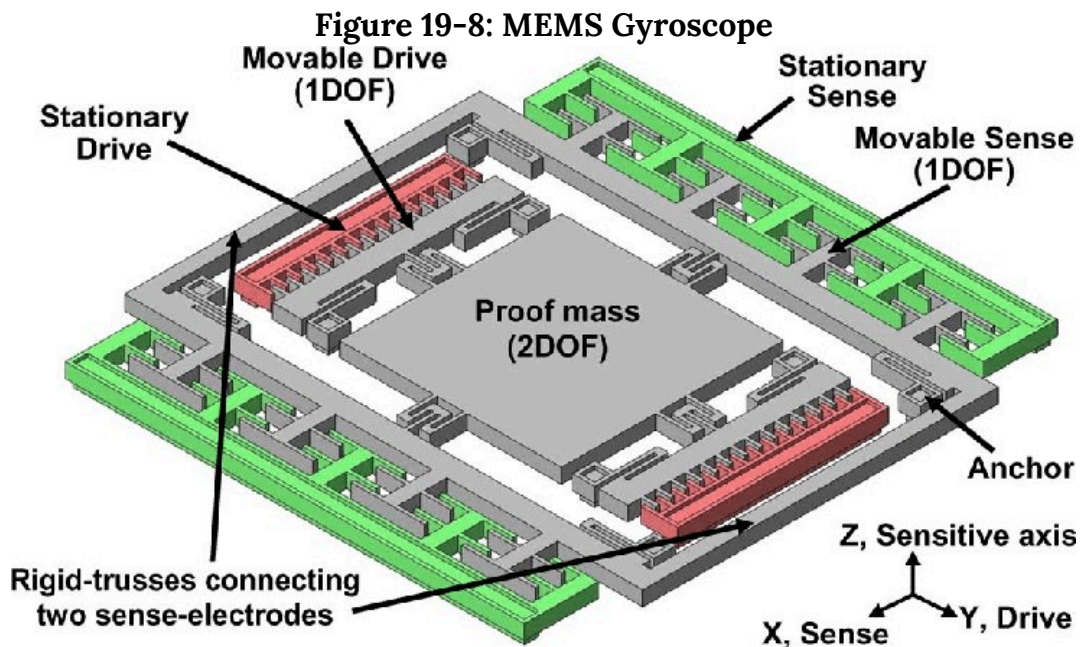 Figure 19-8: MEMS Gyroscope
Movable Drive
(1DOF)
Stationary
Sense
Stationary
Drive
Movable Sense
(1DOF)
Proof mass
(2DOF)
Anchor
Rigid-trusses connecting
two sense-electrodes
Z, Sensitive axis
X, Sense
Y, Drive